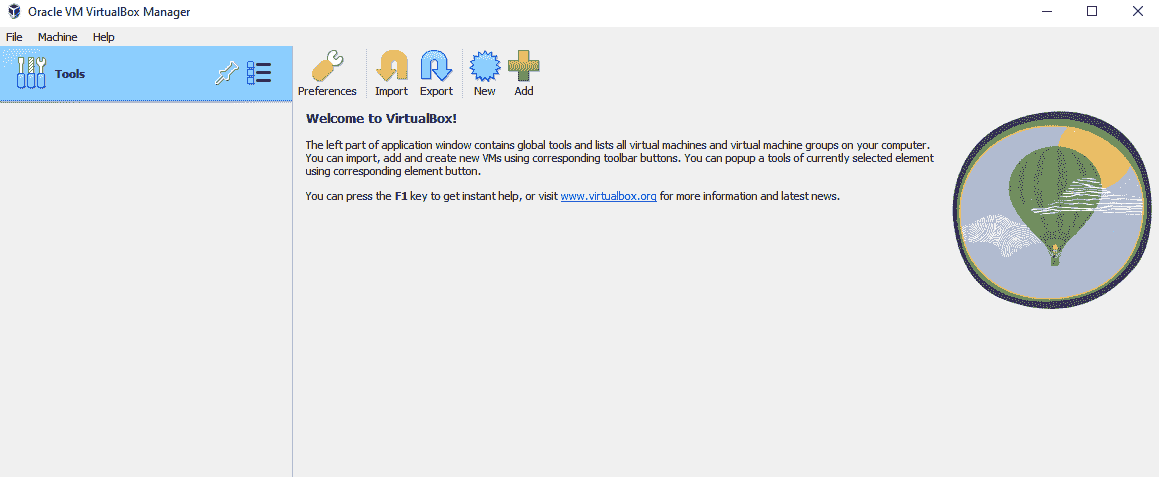 Oracle VM VirtualBox Manager
File Machine Help
Tools
Preferences Import Export New Add
Welcome to VirtualBox!
The left part of application window contains global tools and lists all virtual machines and virtual machine groups on your computer.
You can import, add and create new VMs using corresponding toolbar buttons. You can popup a tools of currently selected element
using corresponding element button.
You can press the F1 key to get instant help, or visit www.virtualbox.org for more information and latest news.